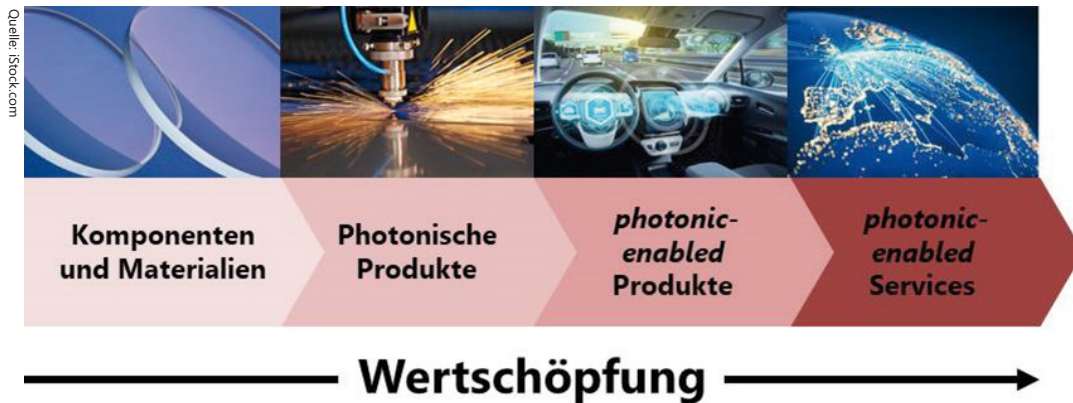 Quelle: iStock.com
Komponenten
und Materialien
Photonische
Produkte
photonic-
enabled
Produkte
photonic-
enabled
Services
Wertschöpfung